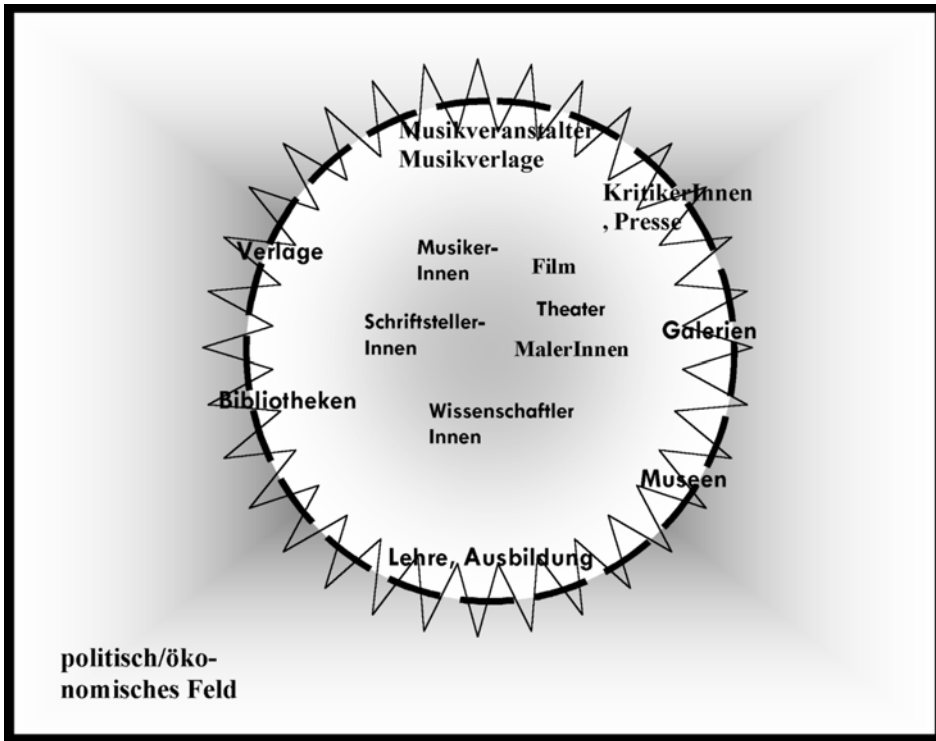 Musikveranstalter
Musikverlage
KritikerInnen
, Presse
Verlage
Musiker-
Innen
Film
Theater
Schriftsteller-
Innen
MalerInnen
Galerien
Bibliotheken
Wissenschaftler
Innen
Museen
Lehre, Ausbildung
politisch/öko-
nomisches Feld